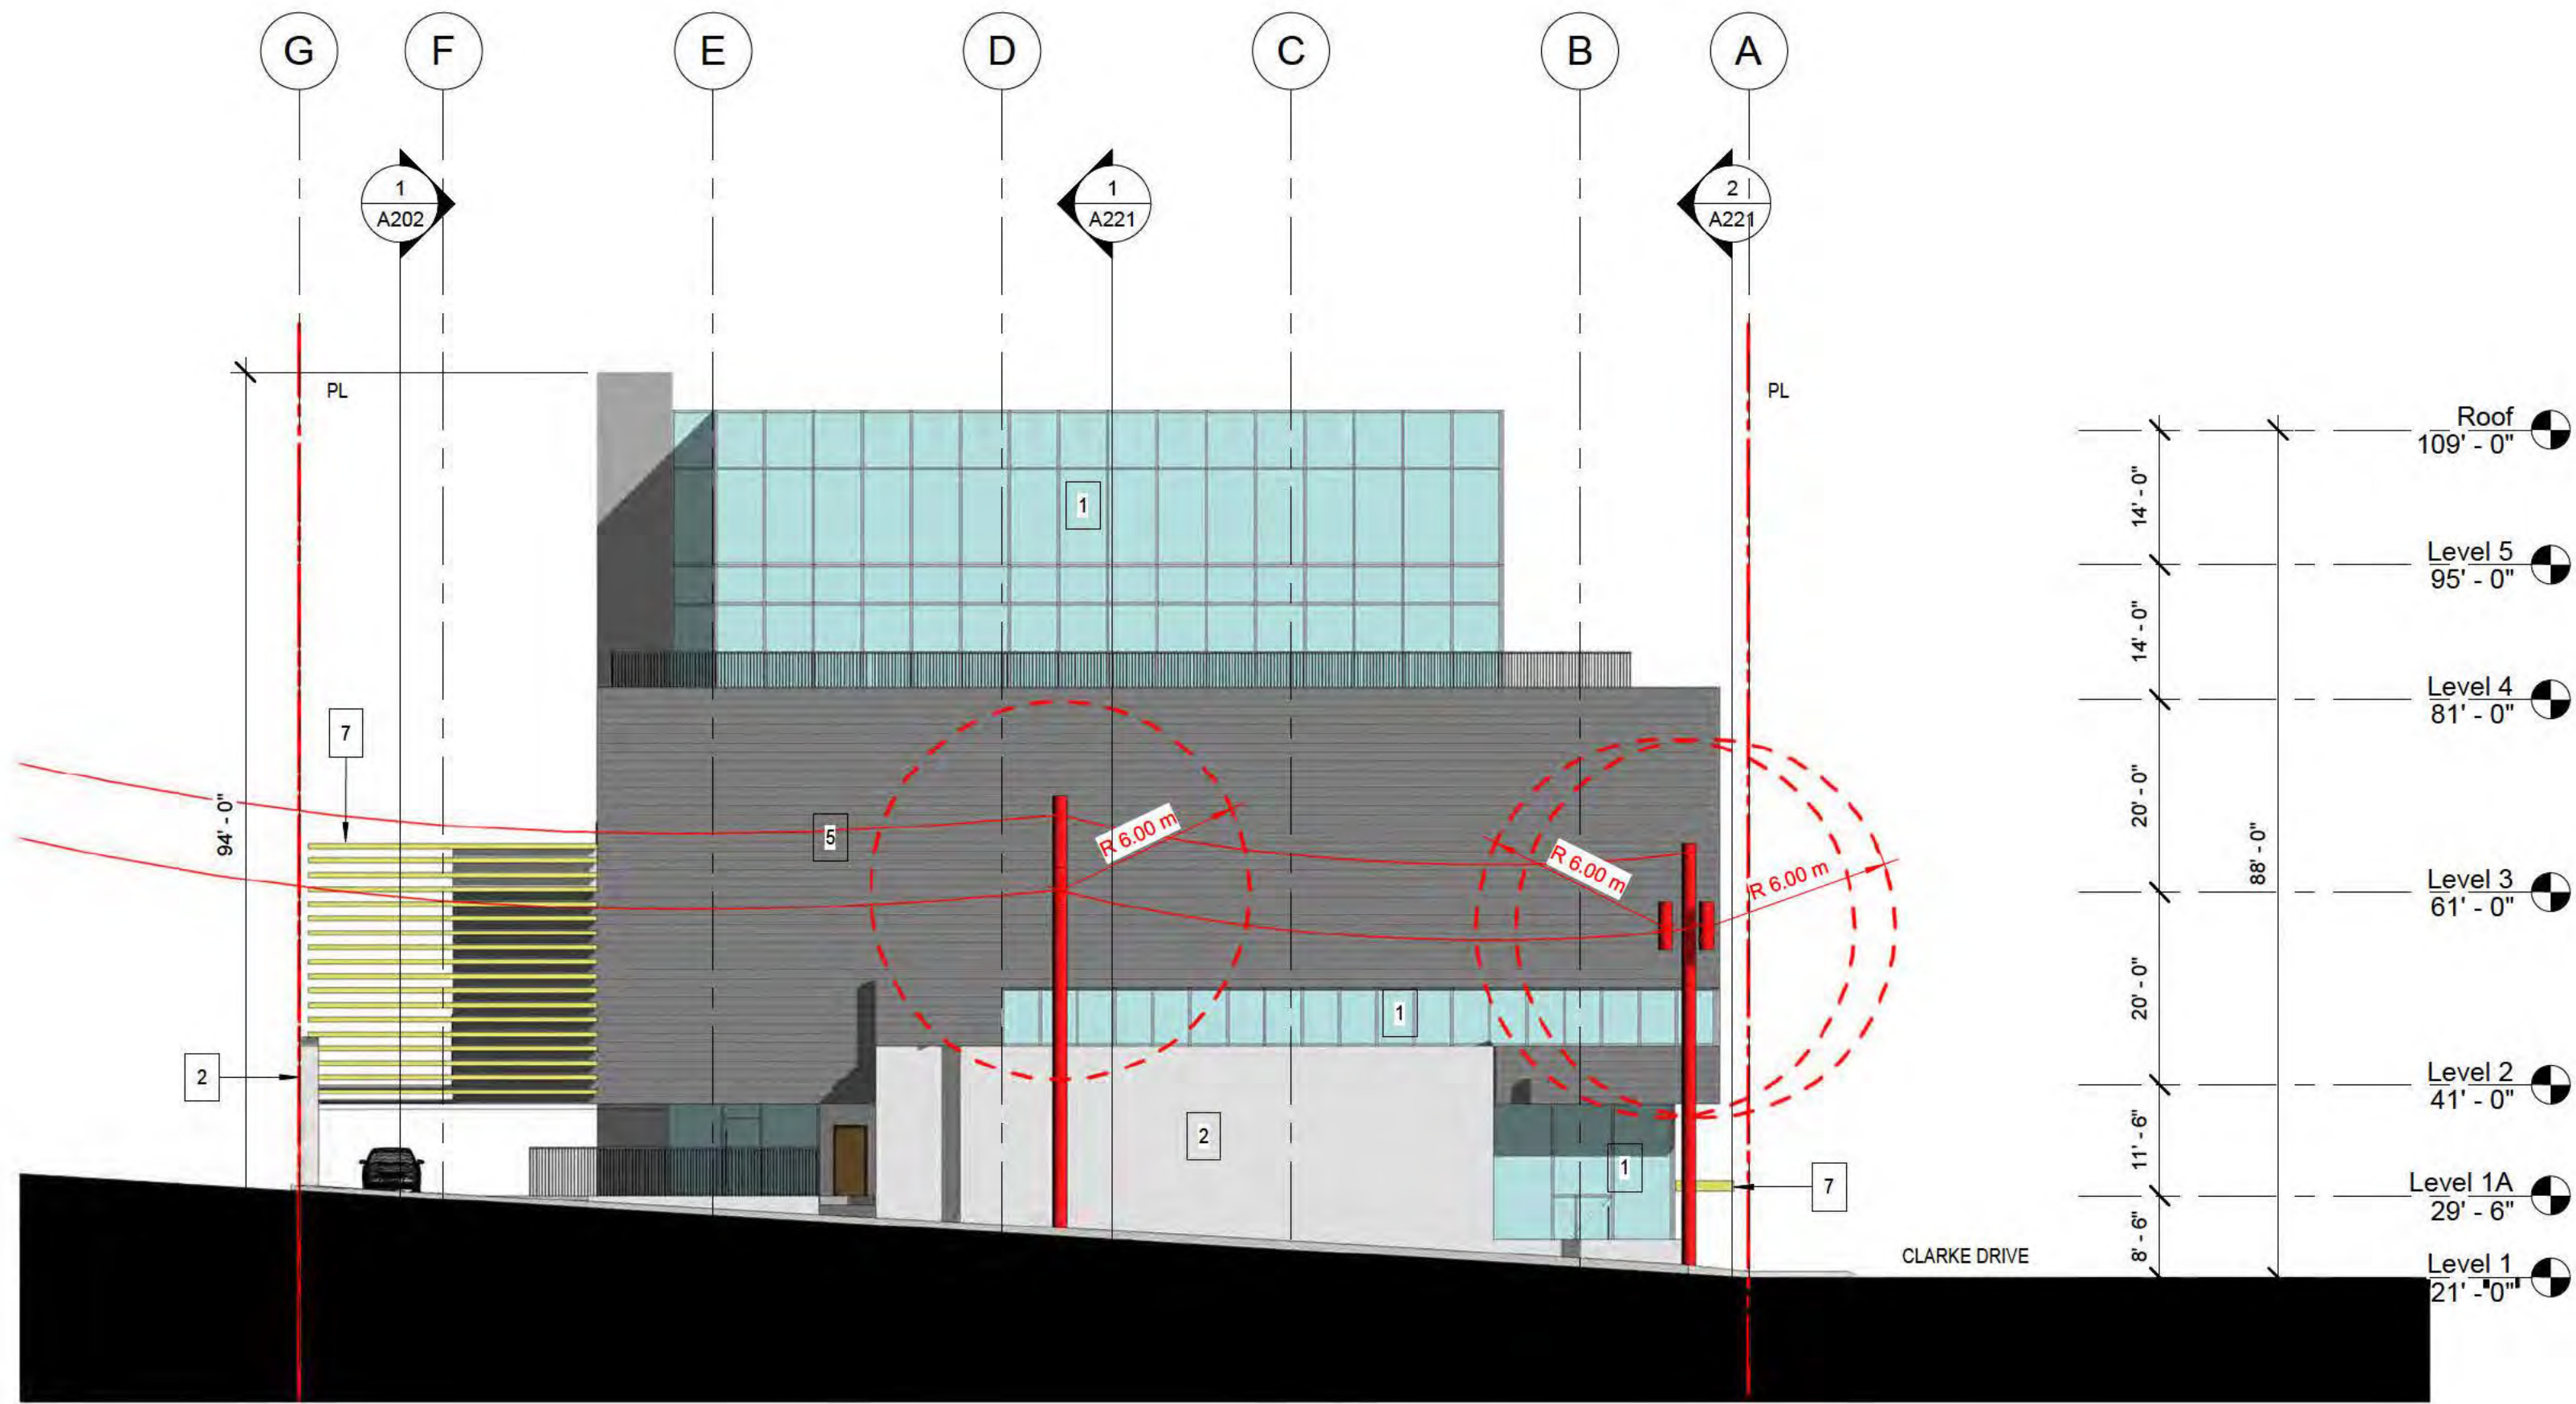 G
F
E
D
C
B
A
1
A202
1
A221
2
A221
PL
PL
Roof
109' - 0"
14' - 0"
1
Level 5
95' - 0"
14' - 0"
Level 4
81' - 0"
7
20' - 0"
94' - 0"
5
R 6.00 m
R 6.00 m
R 6.00 m
88' - 0"
Level 3
61' - 0"
20' - 0"
1
2
Level 2
41' - 0"
2
11' - 6"
1
7
Level 1A
29' - 6"
8' - 6"
CLARKE DRIVE
Level 1
21' - 0"